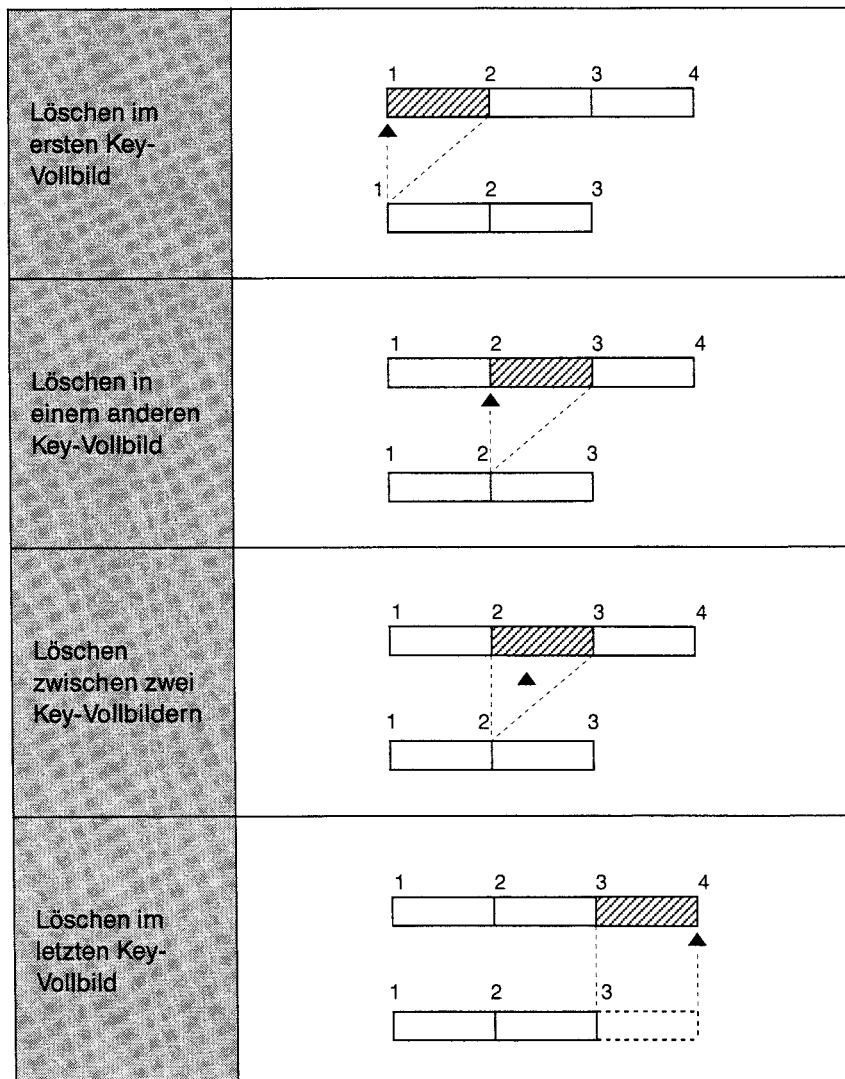 1 2 3 4
Löschen im
ersten Key-
Vollbild
1 2 3
1 2 3 4
Löschen in
einem anderen
Key-Vollbild
2 3
1 2 3 4
Löschen
zwischen zwei
Key-Vollbildern
1 2 3
1 2 3 4
Löschen im
letzten Key-
Vollbild
1 2 3